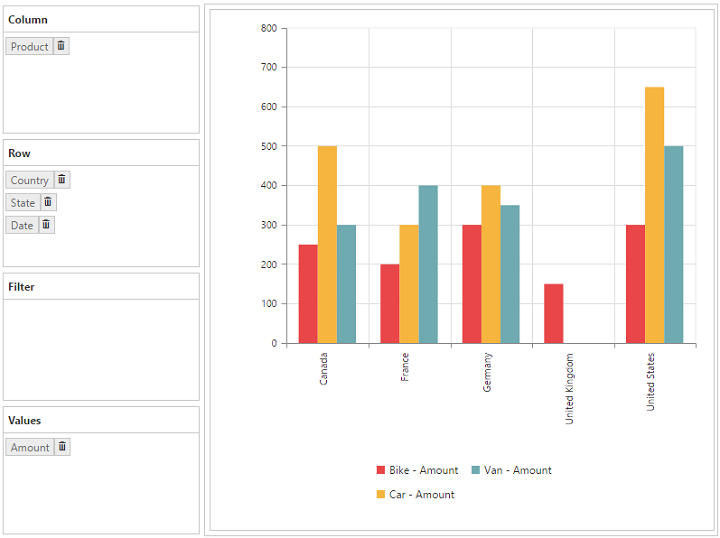 Column
Product
Row
Country
State
Date
Filter
Values
Amount
800
700
600
500
400
300
200
100
0
Canada
France
Germany
United Kingdom
United States
Bike - Amount
Van - Amount
Car - Amount